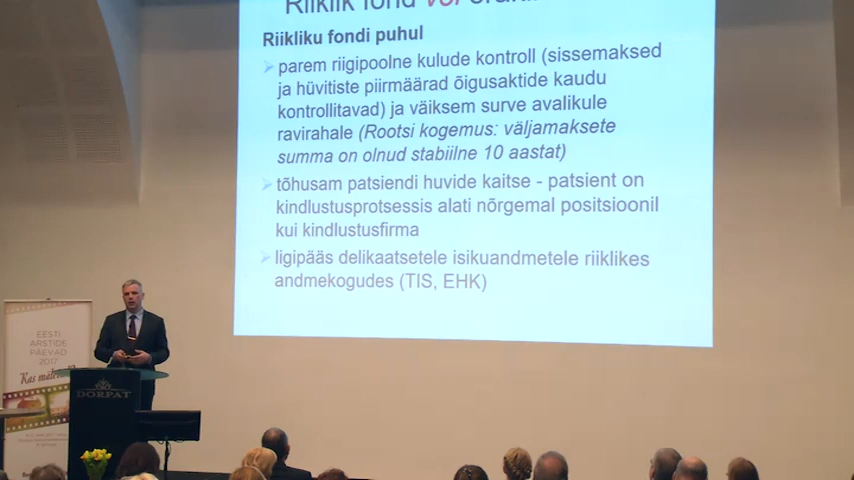 Riiklik fond või
Riikliku fondi puhul
parem riigipoolne kulude kontroll (sissemaksed
ja hüvitiste piirmäärad õigusaktide kaudu
kontrollitavad) ja väiksem surve avalikule
ravirahale (Rootsi kogemus: väljamaksete
summa on olnud stabiilne 10 aastat)
tõhusam patsiendi huvide kaitse - patsient on
kindlustusprotsessis alati nõrgemal positsioonil
kui kindlustusfirma
ligipääs delikaatsetele isikuandmetele riiklikes
andmekogudes (TIS, EHK)
EESTI
ARSTIDE
PÄEVAD
2017
Kas
DORPAT